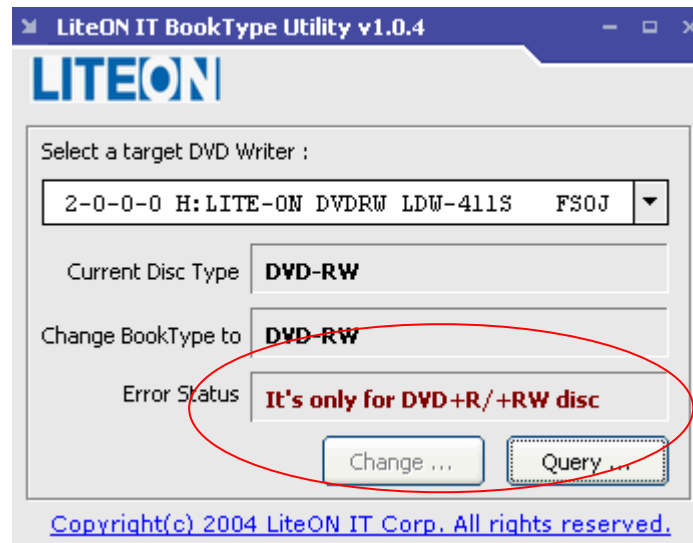 LiteON IT BookType Utility v1.0.4
LITEON
Select a target DVD Writer :
2-0-0-0 H:LITE-ON DVDRW LDW-411S FS0J
Current Disc Type DVD-RW
Change BookType to DVD-RW
Error Status It's only for DVD+R/+RW disc
Change ... Query ...
Copyright(c) 2004 LiteON IT Corp. All rights reserved.